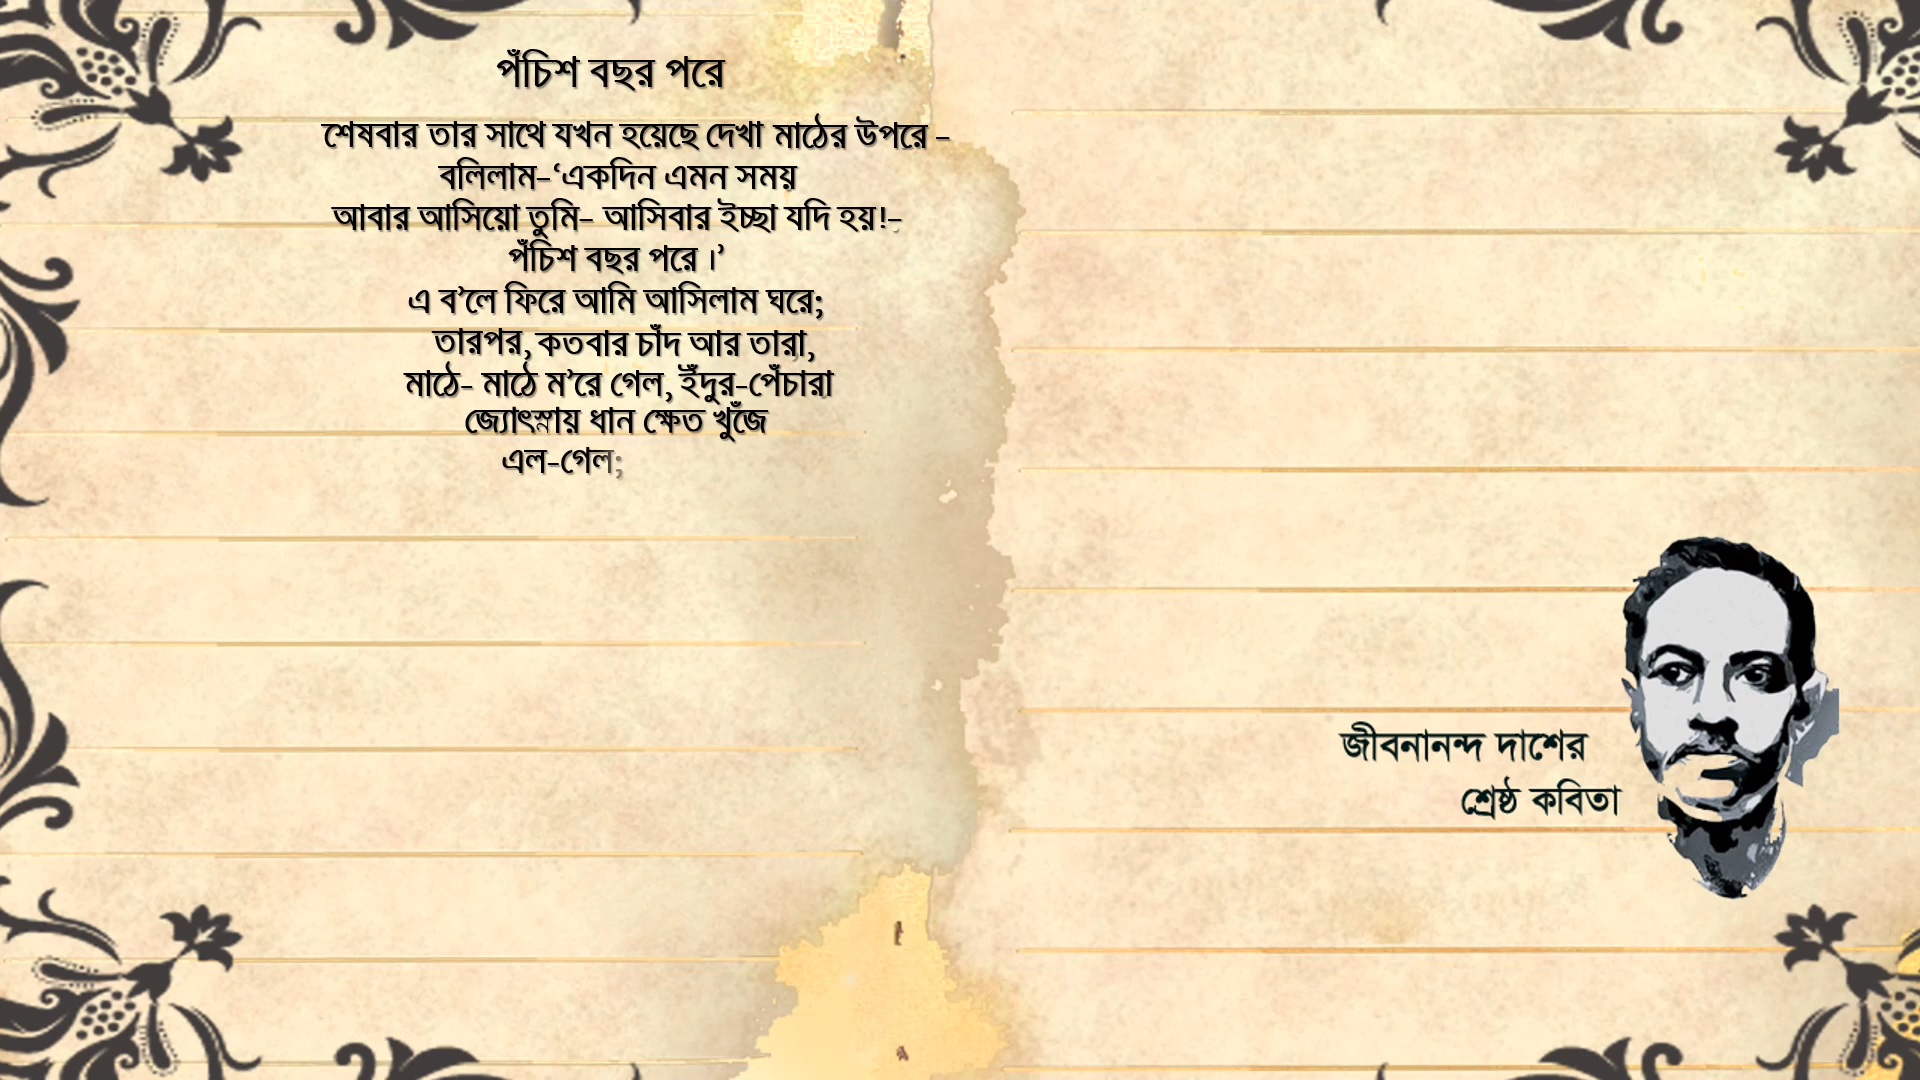 পঁচিশ বছর পরে
শেষবার তার সাথে যখন হয়েছে দেখা মাঠের উপরে –
বলিলাম–‘একদিন এমন সময়
আবার আসিয়ো তুমি– আসিবার ইচ্ছা যদি হয়!–
পঁচিশ বছর পরে।’
এ ব’লে ফিরে আমি আসিলাম ঘরে;
তারপর, কতবার চাঁদ আর তারা,
মাঠে- মাঠে ম’রে গেল, ইঁদুর-পেঁচারা
জ্যোৎস্নায় ধান ক্ষেত খুঁজে
এল-গেল;
জীবনানন্দ দাশের
শ্রেষ্ঠ কবিতা